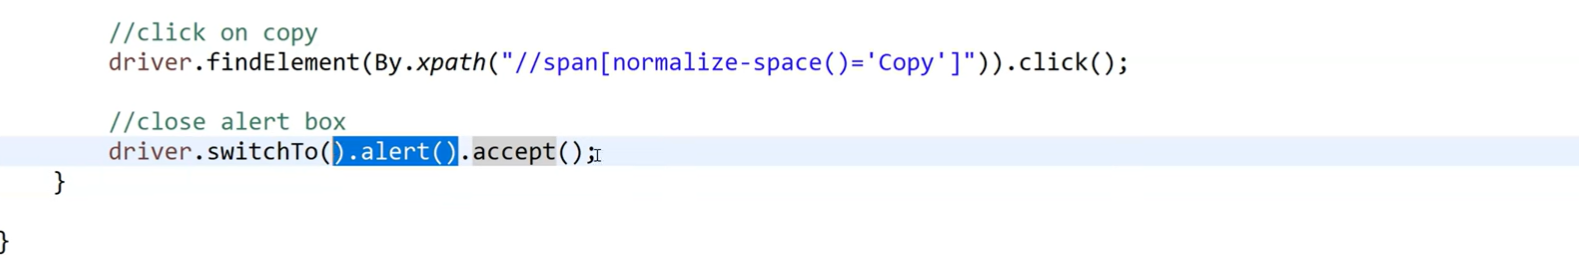 //click on copy
driver.findElement(By.xpath("//span[normalize-space()='Copy']")).click();
//close alert box
driver.switchTo().alert().accept();
}
}